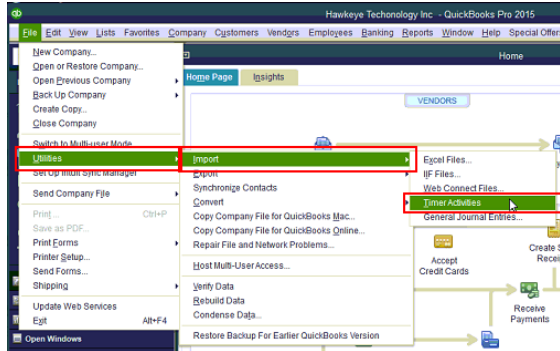 Hawkeye Techonology Inc - QuickBooks Pro 2015
File Edit View Lists Favorites Company Customers Vendors Employees Banking Reports Window Help Special Offer
Home
New Company...
Open or Restore Company...
Open Previous Company
Back Up Company
Create Copy...
Close Company
Switch to Multi-user Mode
Utilities
Set Up Intuit Sync Manager
Send Company File
Print... Ctrl+P
Save as PDF...
Print Forms
Printer Setup...
Send Forms...
Shipping
Update Web Services
Exit Alt+F4
Open Windows
Home Page Insights
VENDORS
Import
Export
Synchronize Contacts
Convert
Copy Company File for QuickBooks Mac...
Copy Company File for QuickBooks Online...
Repair File and Network Problems...
Host Multi-User Access...
Verify Data
Rebuild Data
Condense Data...
Restore Backup For Earlier QuickBooks Version
Excel Files...
IIF Files...
Web Connect Files...
Timer Activities
General Journal Entries...
Accept
Credit Cards
Create S
Recei
Receive
Payments